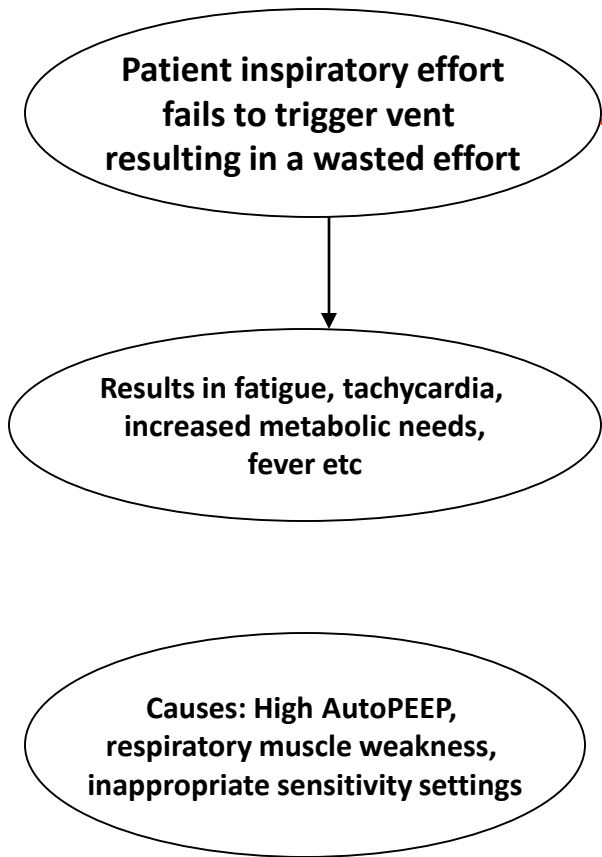 Patient inspiratory effort
fails to trigger vent
resulting in a wasted effort
Results in fatigue, tachycardia,
increased metabolic needs,
fever etc
Causes: High AutoPEEP,
respiratory muscle weakness,
inappropriate sensitivity settings